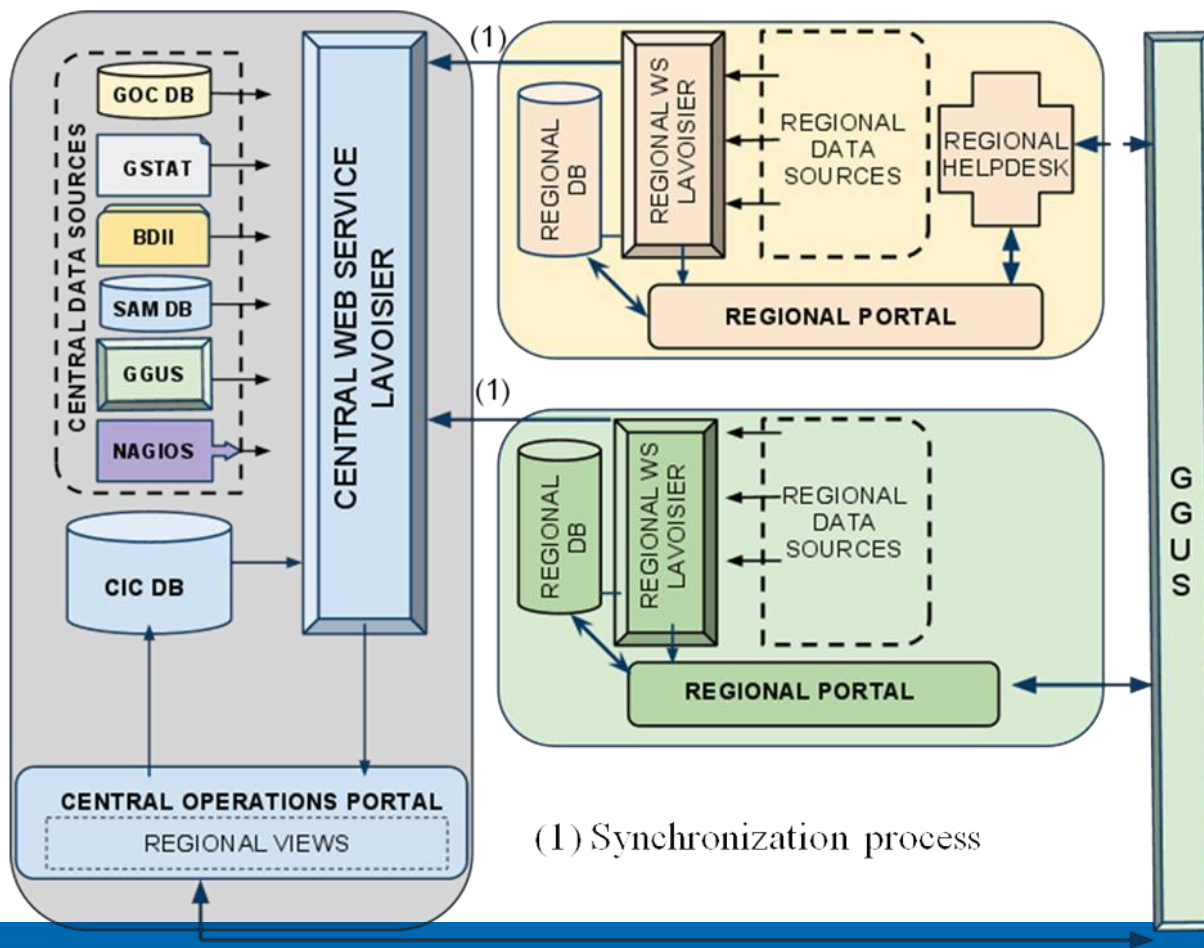 CENTRAL DATA SOURCES
GOC DB
GSTAT
BDII
SAM DB
GGUS
NAGIOS
CIC DB
CENTRAL WEB SERVICE
LAVOISIER
CENTRAL OPERATIONS PORTAL
REGIONAL VIEWS
(1)
REGIONAL
DB
REGIONAL WS
LAVOISIER
REGIONAL
DATA
SOURCES
REGIONAL
HELPDESK
REGIONAL PORTAL
(1)
REGIONAL
DB
REGIONAL WS
LAVOISIER
REGIONAL
DATA
SOURCES
REGIONAL PORTAL
(1) Synchronization process
G
G
U
S